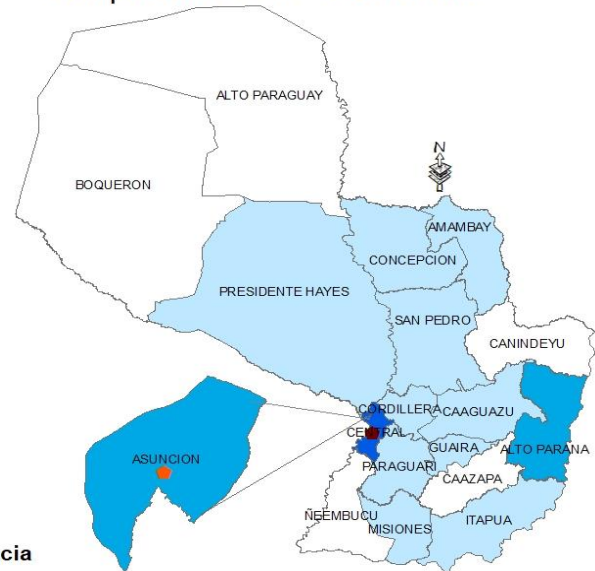 ALTO PARAGUAY
BOQUERON
N
AMAMBAY
CONCEPCION
PRESIDENTE HAYES
SAN PEDRO
CANINDEYU
CORDILLERA
CAAGUAZU
CENTRAL
ASUNCION
GUAIRA
ALTO PARANA
PARAGUARI
CAAZAPA
ÑEEMBUCU
MISIONES
ITAPUA
cia